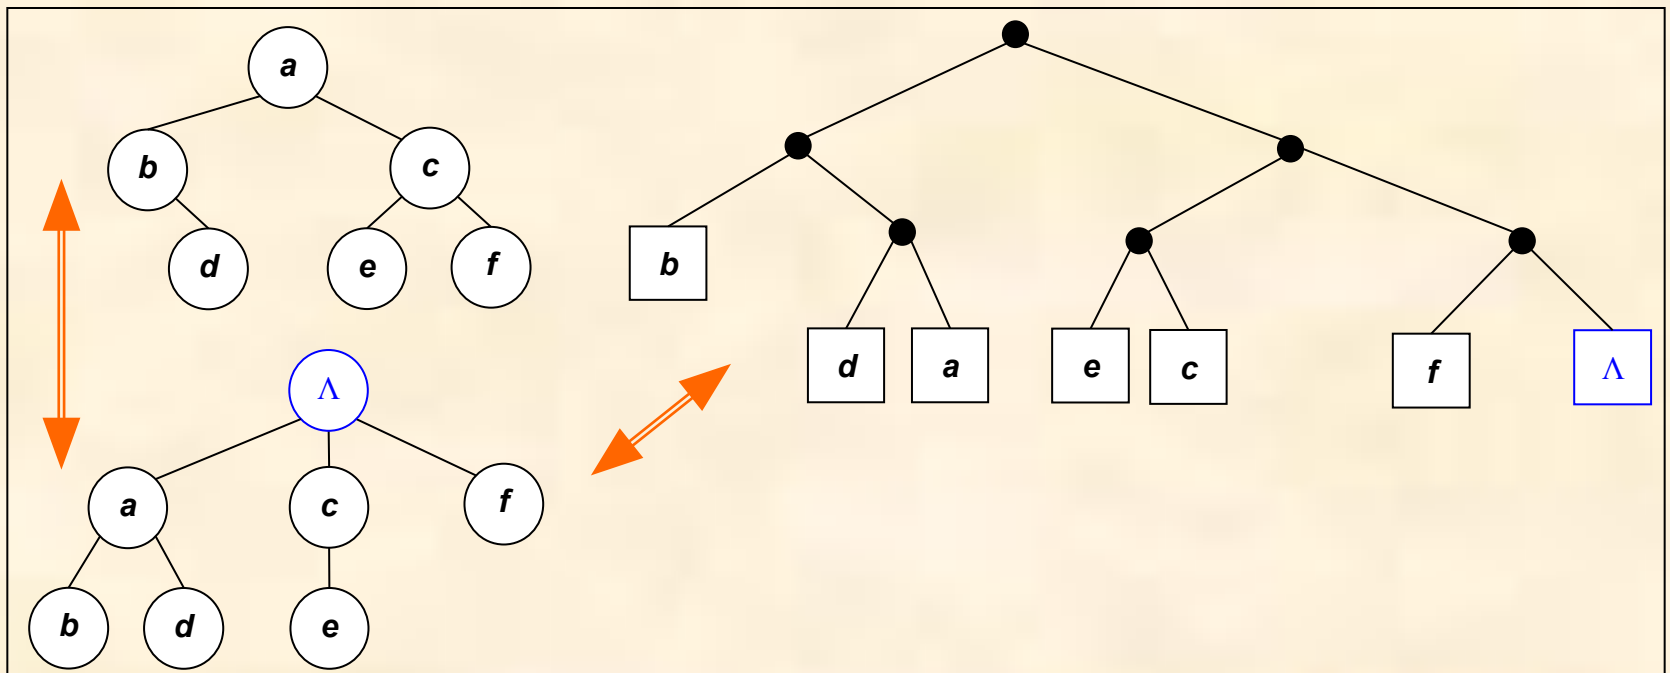 a
b c
d e f
Λ
a c f
b d e
b
d a e c f Λ